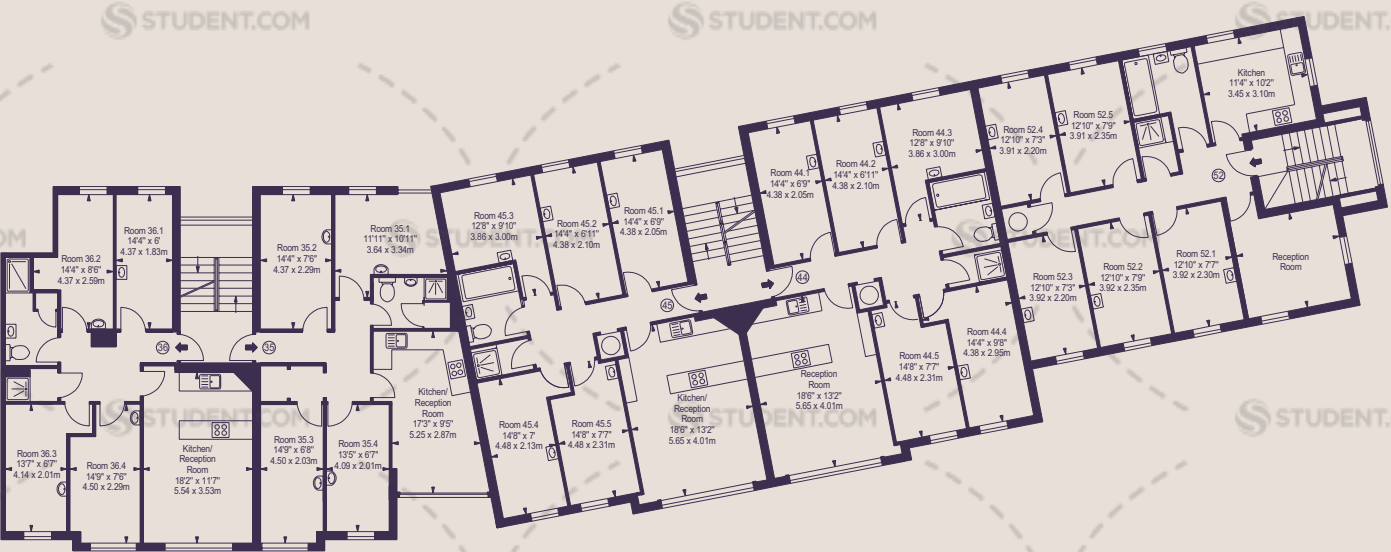 STUDENT.COM
STUDENT.COM
STUDENT.COM
Room 36.2
14'4" x 8'6"
4.37 x 2.59m
Room 36.1
14'4" x 6'
4.37 x 1.83m
Room 35.2
14'4" x 7'6"
4.37 x 2.29m
Room 35.1
11'11" x 10'11"
3.64 x 3.34m
Room 45.3
12'8" x 9'10"
3.86 x 3.00m
Room 45.2
14'4" x 6'11"
4.38 x 2.10m
Room 45.1
14'4" x 6'9"
4.38 x 2.05m
Room 44.1
14'4" x 6'9"
4.38 x 2.05m
Room 44.2
14'4" x 6'11"
4.38 x 2.10m
Room 44.3
12'8" x 9'10"
3.86 x 3.00m
Room 52.4
12'10" x 7'3"
3.91 x 2.20m
Room 52.5
12'10" x 7'9"
3.91 x 2.35m
Kitchen
11'4" x 10'2"
3.45 x 3.10m
52
44
45
36
35
.COM
STUDENT.COM
STUDENT.COM
Room 52.3
12'10" x 7'3"
3.92 x 2.20m
Room 52.2
12'10" x 7'9"
3.92 x 2.35m
Room 52.1
12'10" x 7'7"
3.92 x 2.30m
Reception
Room
Room 36.3
13'7" x 6'7"
4.14 x 2.01m
Room 36.4
14'9" x 7'6"
4.50 x 2.29m
Kitchen/
Reception
Room
18'2" x 11'7"
5.54 x 3.53m
Room 35.3
14'9" x 6'8"
4.50 x 2.03m
Room 35.4
13'5" x 6'7"
4.09 x 2.01m
Kitchen/
Reception
Room
17'3" x 9'5"
5.25 x 2.87m
Room 45.4
14'8" x 7'
4.48 x 2.13m
Room 45.5
14'8" x 7'7"
4.48 x 2.31m
Kitchen/
Reception
Room
18'6" x 13'2"
5.65 x 4.01m
Reception
Room
18'6" x 13'2"
5.65 x 4.01m
Room 44.5
14'8" x 7'7"
4.48 x 2.31m
Room 44.4
14'4" x 9'8"
4.38 x 2.95m
STUDENT.COM
STUDENT.COM
STUDENT.COM